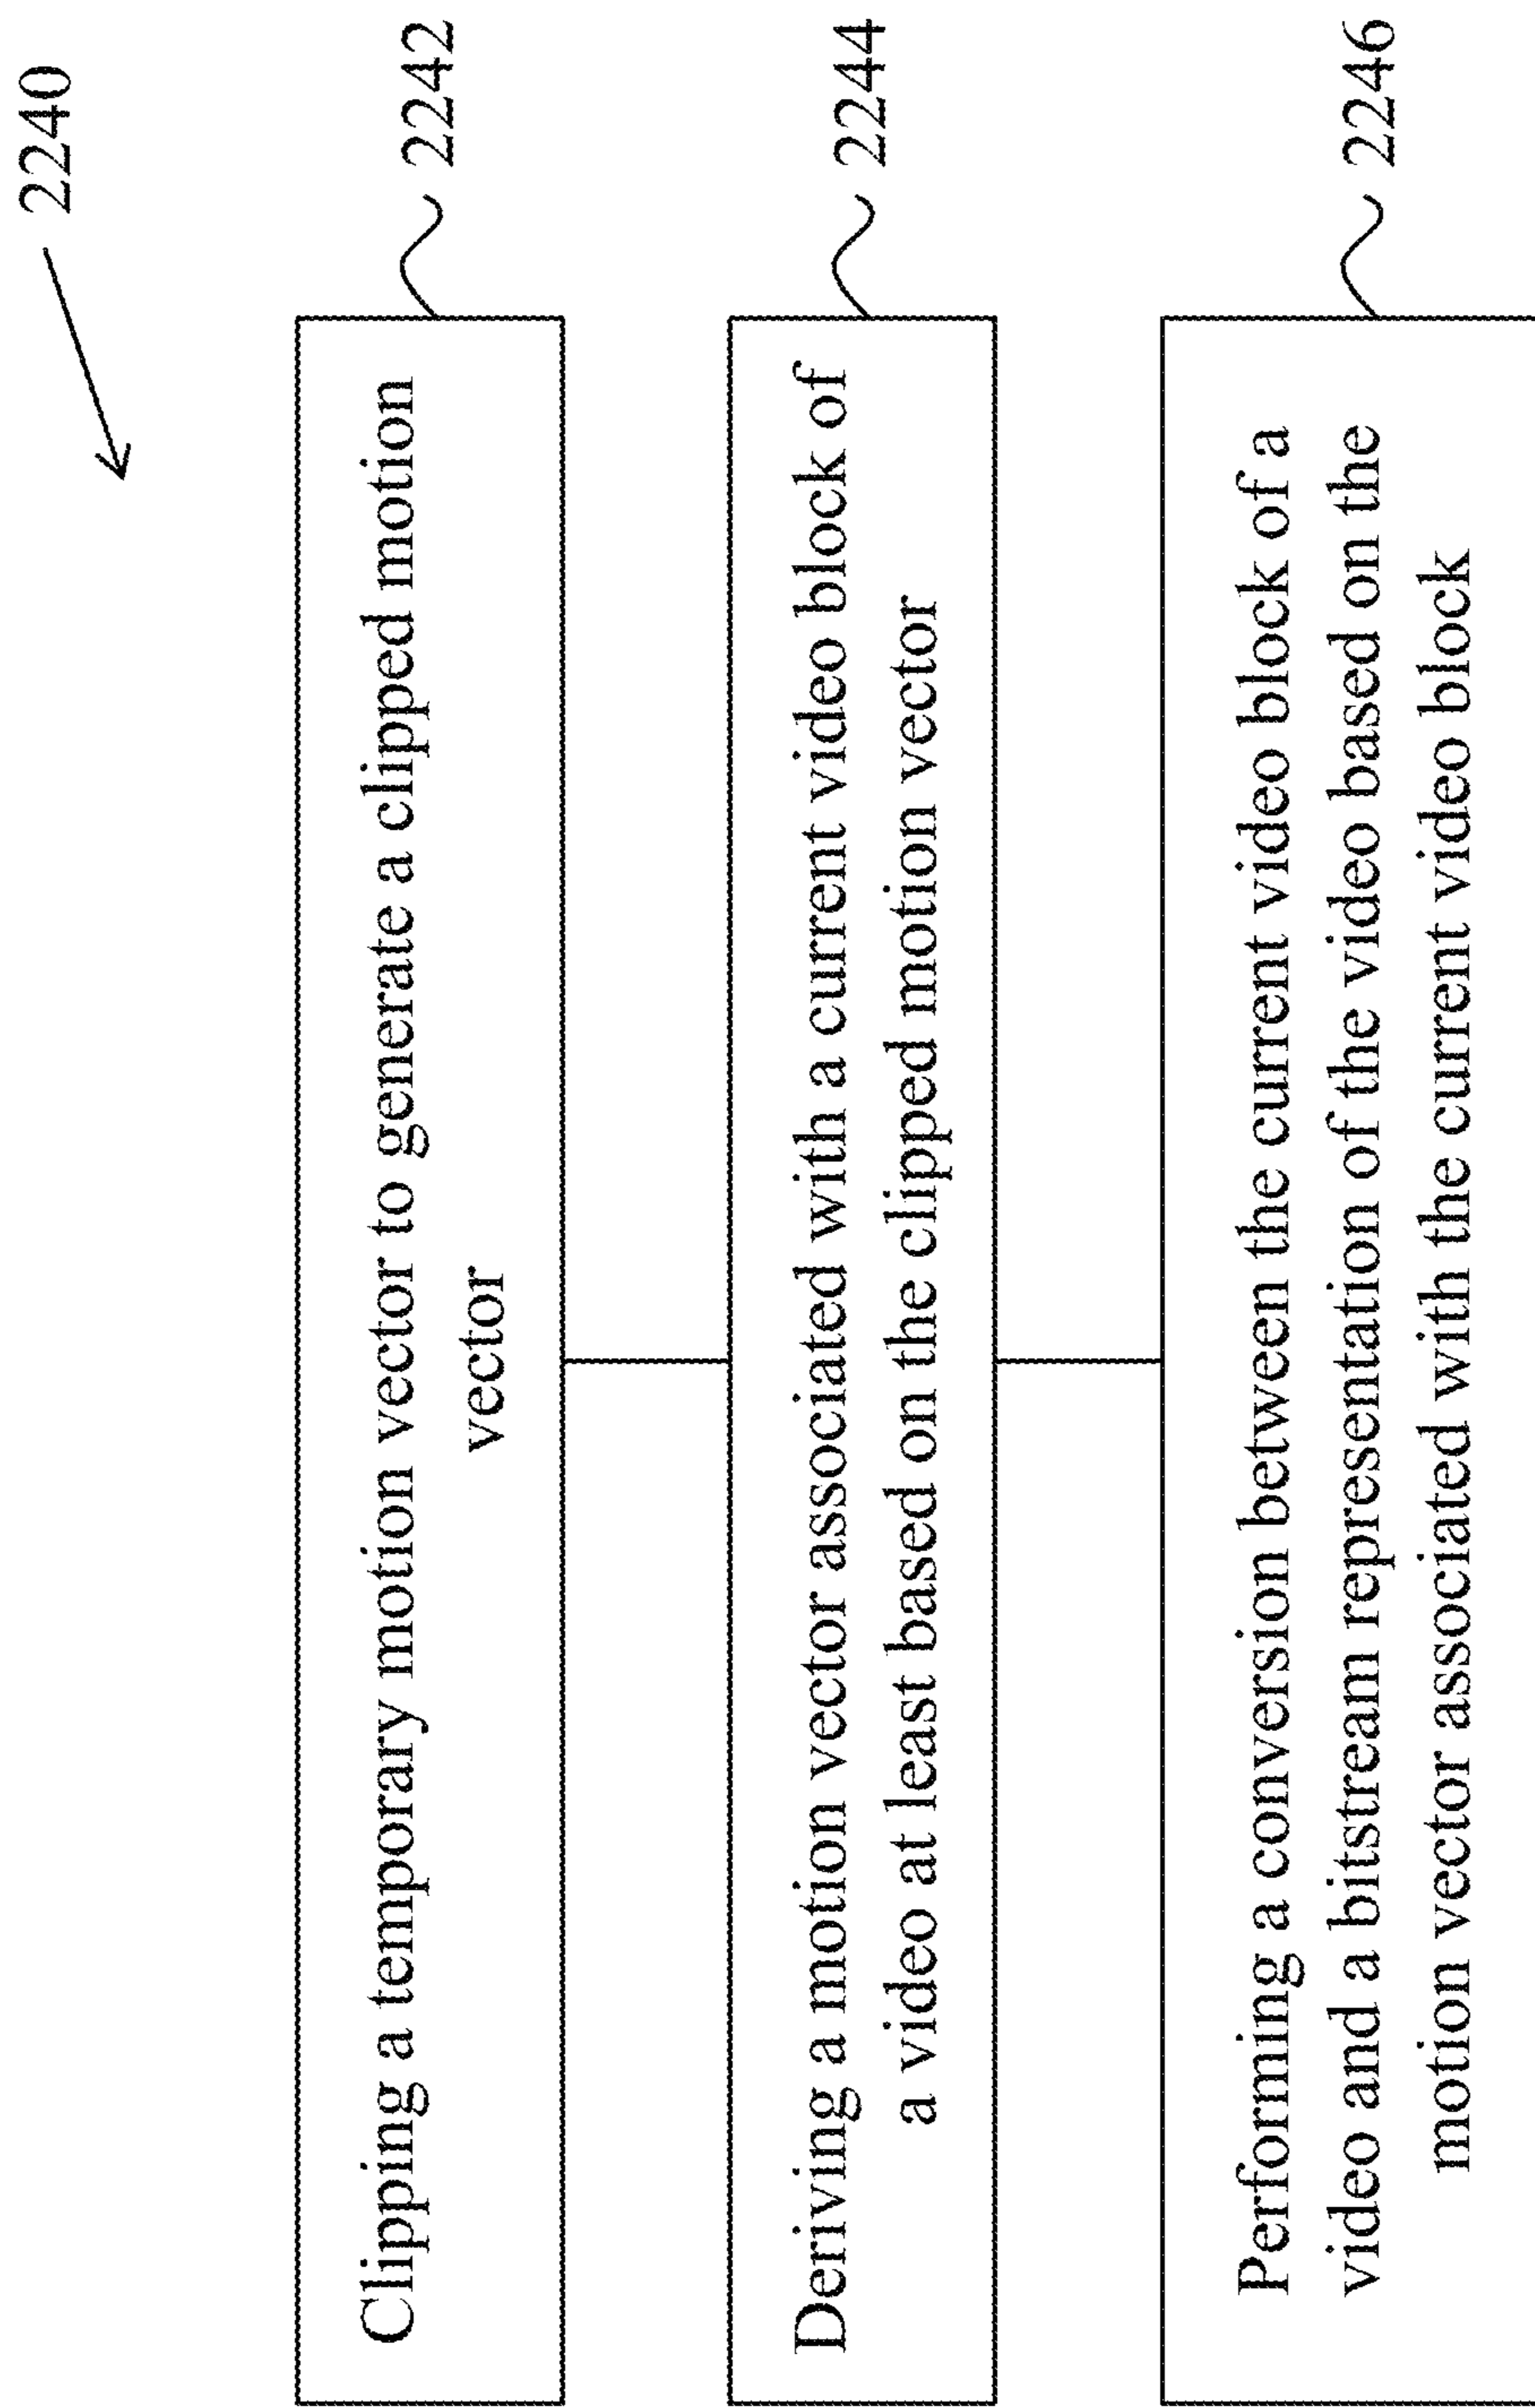 2240
Clipping a temporary motion vector to generate a clipped motion
vector
2242
Deriving a motion vector associated with a current video block of
a video at least based on the clipped motion vector
2244
Performing a conversion between the current video block of a
video and a bitstream representation of the video based on the
motion vector associated with the current video block
2246